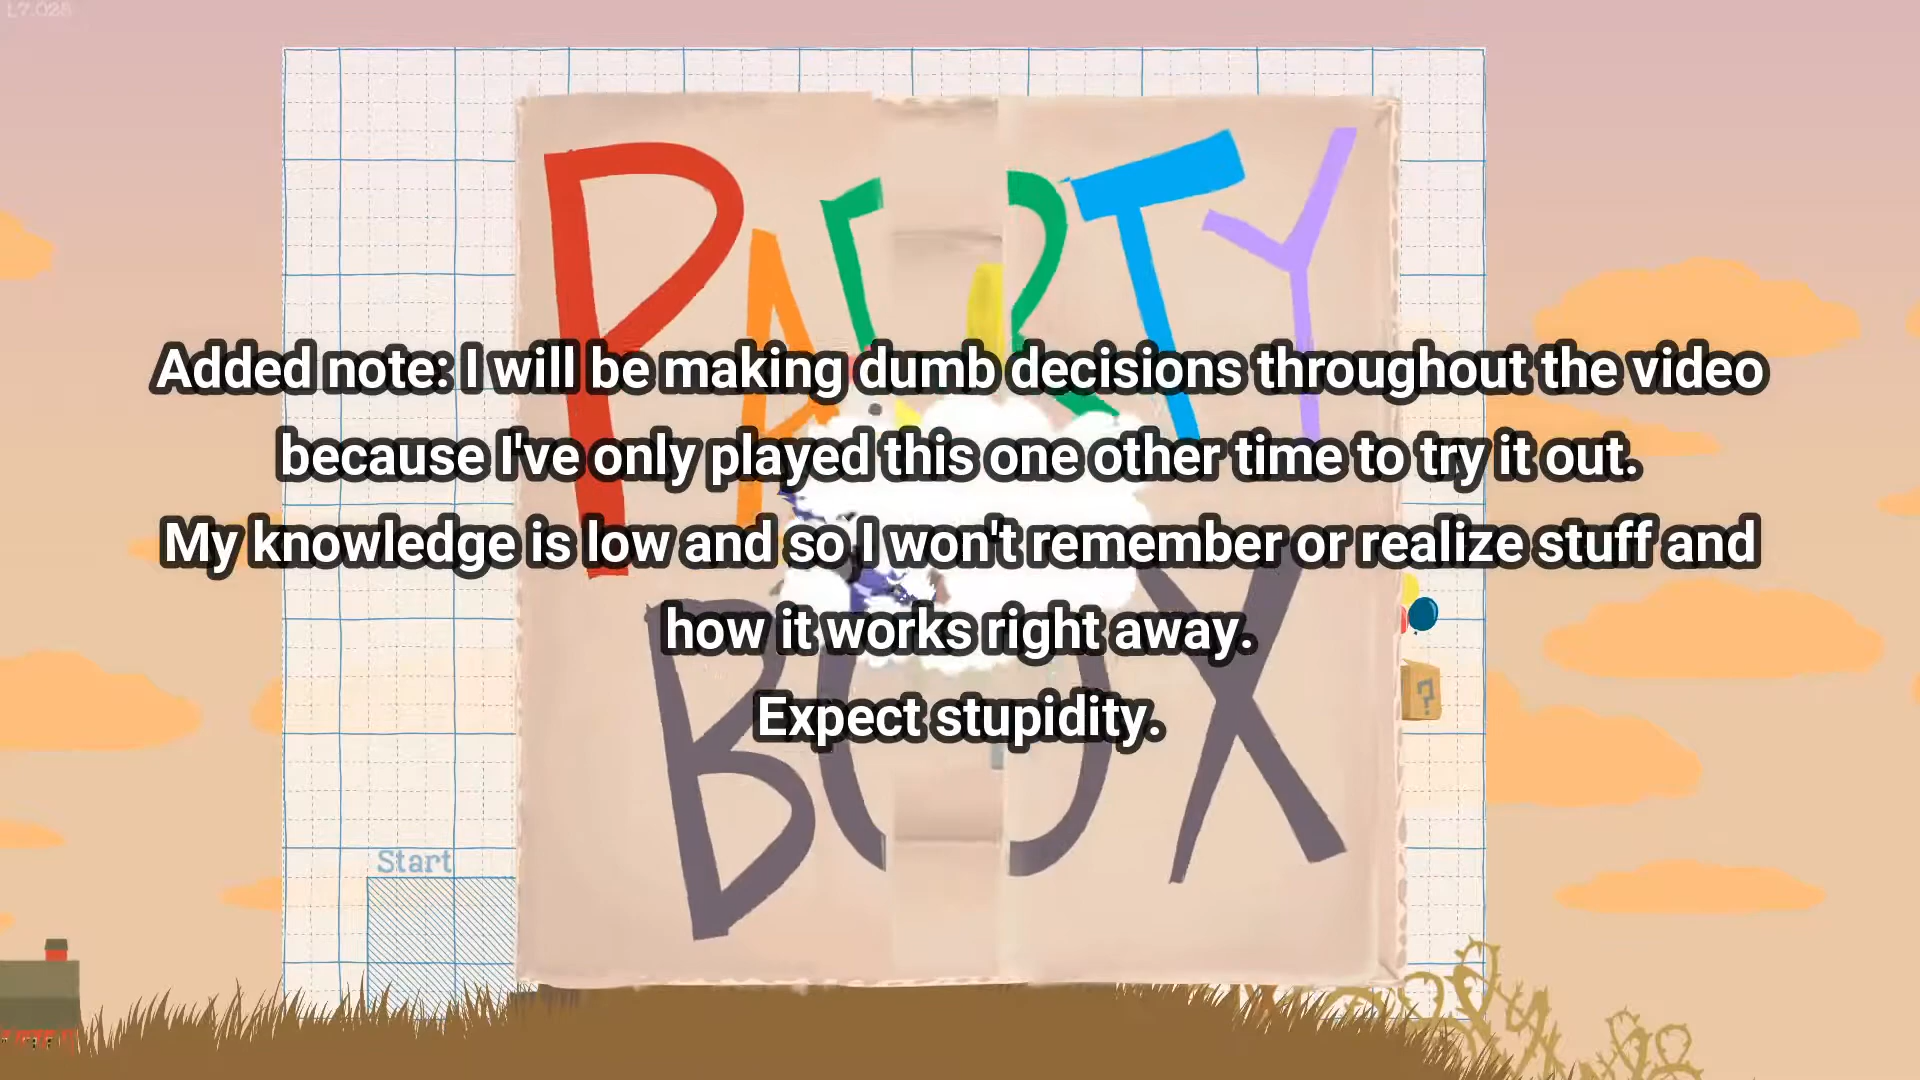 L7.028
PARTY
Added note: I will be making dumb decisions throughout the video
because I've only played this one other time to try it out.
My knowledge is low and so I won't remember or realize stuff and
how it works right away.
Expect stupidity.
BOX
?
Start